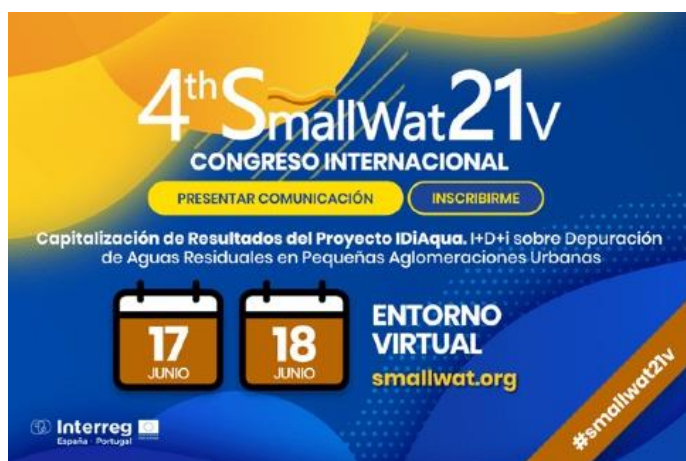 4th SmallWat21v
CONGRESO INTERNACIONAL
PRESENTAR COMUNICACIÓN
INSCRIBIRME
Capitalización de Resultados del Proyecto IDiAqua. I+D+i sobre Depuración
de Aguas Residuales en Pequeñas Aglomeraciones Urbanas
17
JUNIO
18
JUNIO
ENTORNO
VIRTUAL
smallwat.org
#smallwat21v
Interreg
España - Portugal